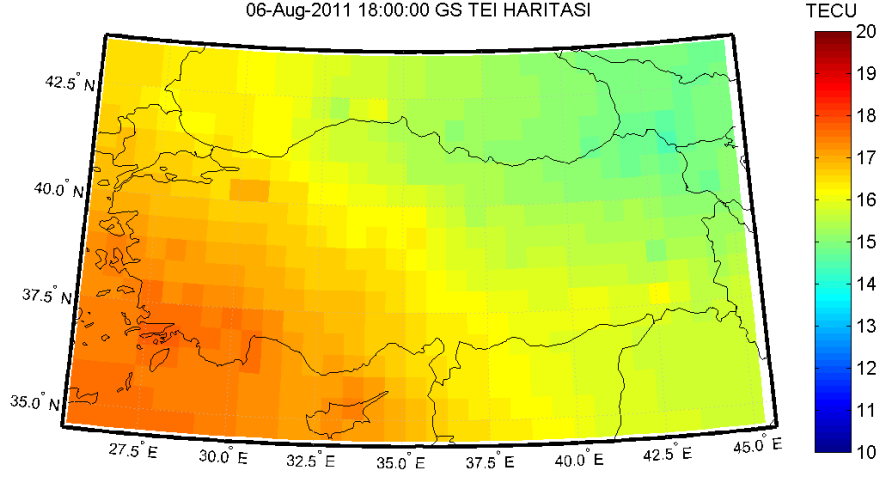 06-Aug-2011 18:00:00 GS TEI HARITASI
TECU
42.5° N
40.0° N
37.5° N
35.0° N
27.5° E
30.0° E
32.5° E
35.0° E
37.5° E
40.0° E
42.5° E
45.0° E
20
19
18
17
16
15
14
13
12
11
10